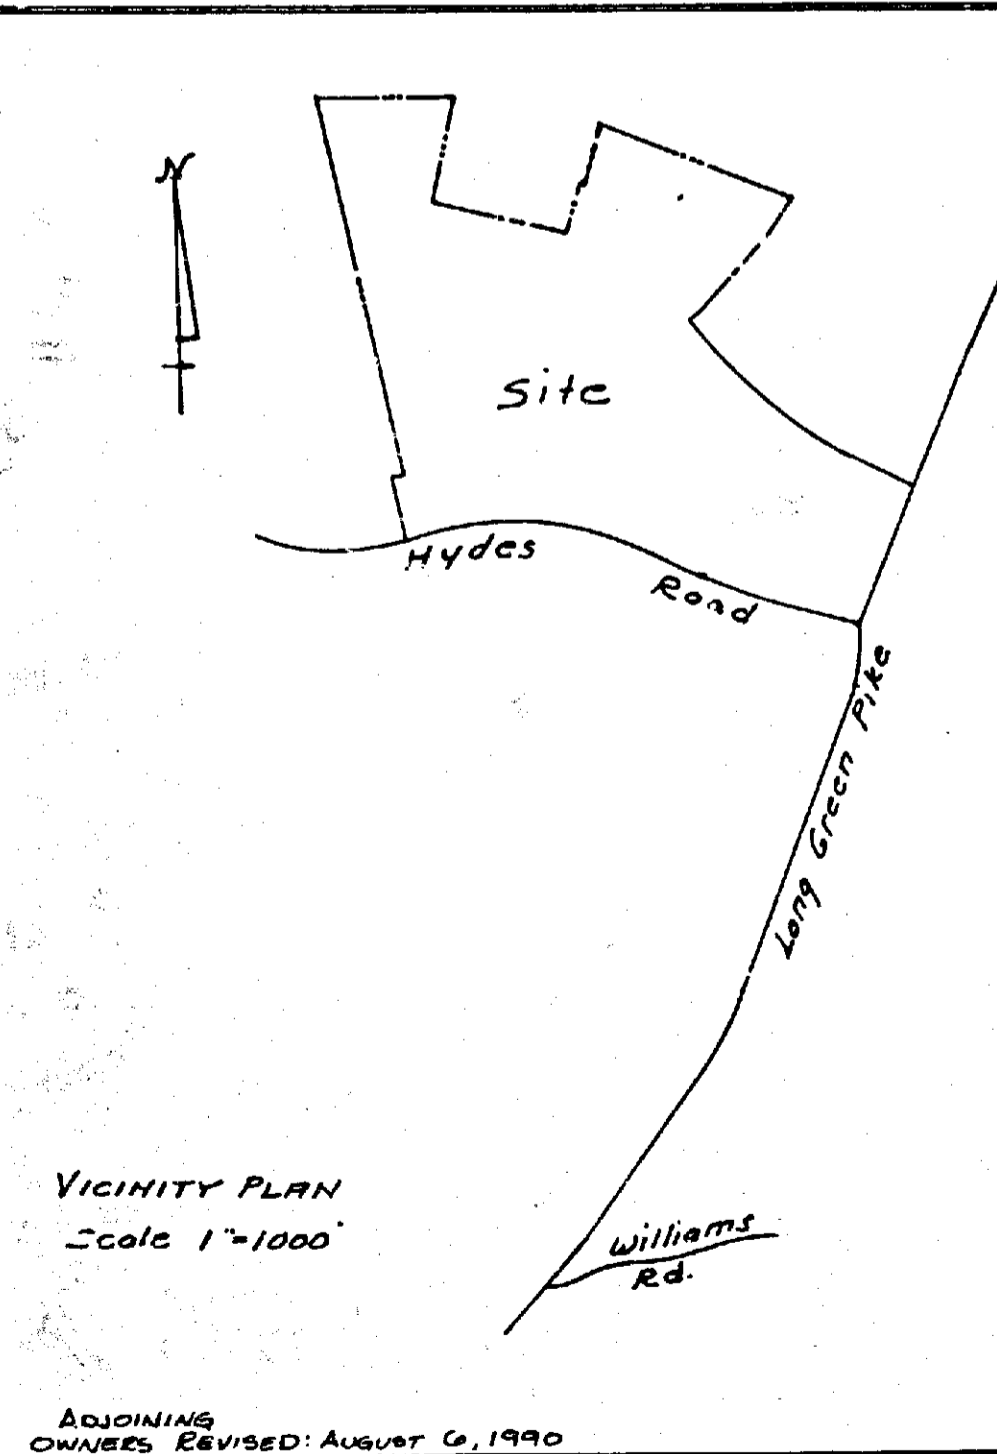 N
Site
Hydes
Road
Long Green Pike
VICINITY PLAN
Scale 1"=1000'
Williams
Rd.
ADJOINING
OWNERS REVISED: AUGUST 6, 1990